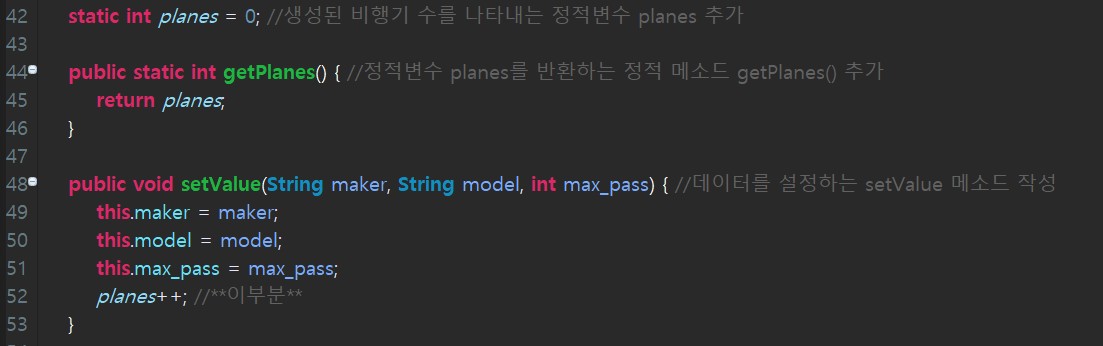 42 static int planes = 0; //생성된 비행기 수를 나타내는 정적변수 planes 추가
43
44 public static int getPlanes() { //정적변수 planes를 반환하는 정적 메소드 getPlanes() 추가
45 return planes;
46 }
47
48 public void setValue(String maker, String model, int max_pass) { //데이터를 설정하는 setValue 메소드 작성
49 this.maker = maker;
50 this.model = model;
51 this.max_pass = max_pass;
52 planes++; //**이부분**
53 }